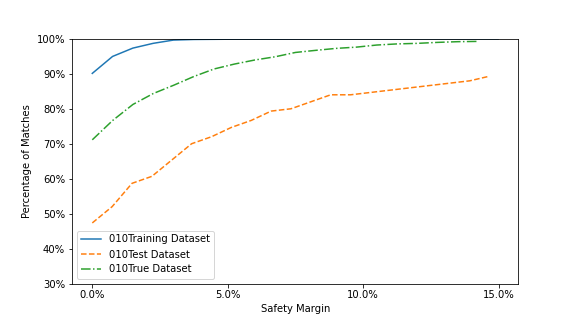 100%
90%
80%
70%
60%
50%
40%
30%
Percentage of Matches
010Training Dataset
010Test Dataset
010True Dataset
0.0% 5.0% 10.0% 15.0%
Safety Margin